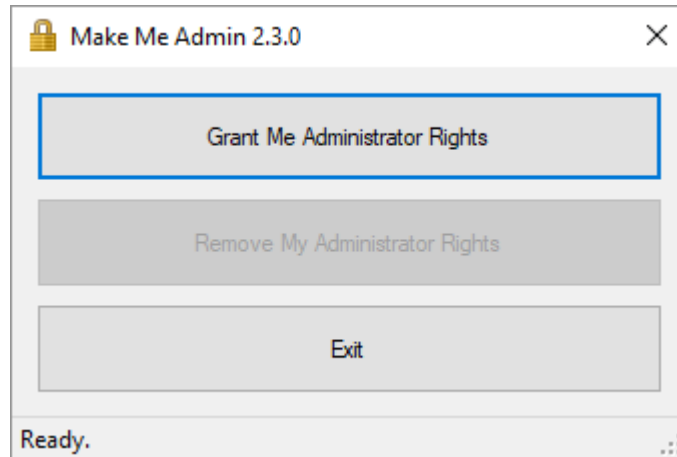 Make Me Admin 2.3.0
Grant Me Administrator Rights
Remove My Administrator Rights
Exit
Ready.